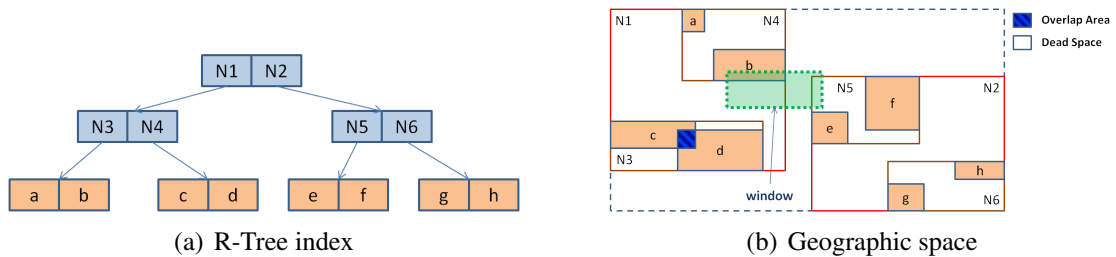 N1 N2
N3 N4
N5 N6
a b
c d
e f
g h
(a) R-Tree index
N1
a
N4
b
Overlap Area
Dead Space
N5
f
N2
e
c
d
N3
h
g
N6
window
(b) Geographic space